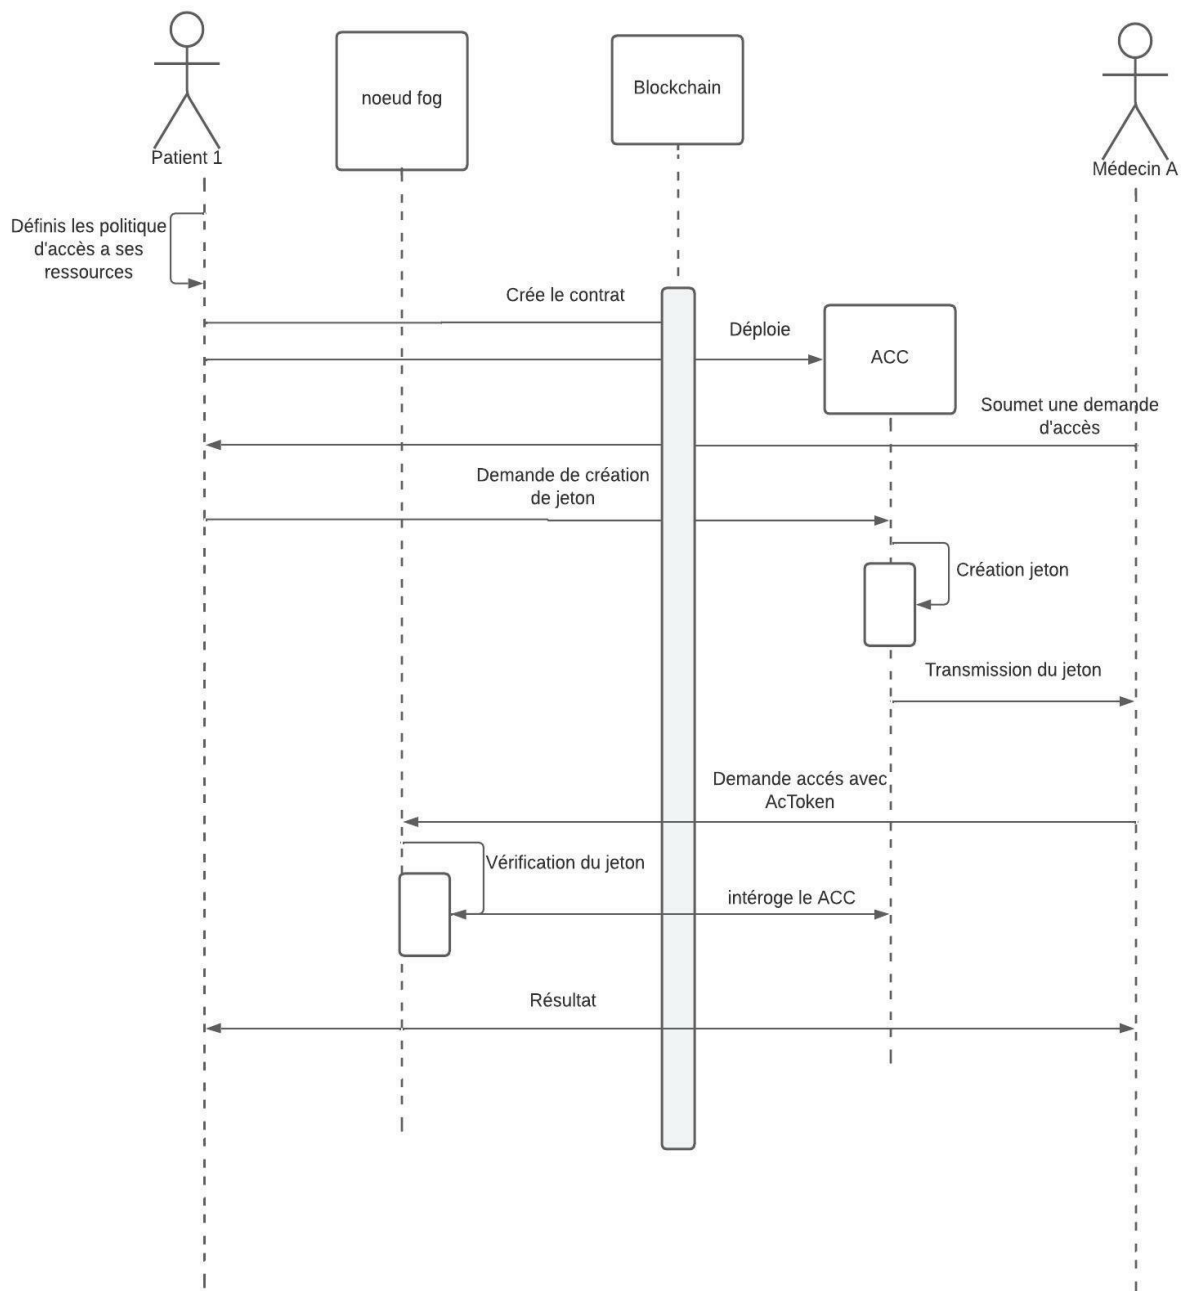 noeud fog
Blockchain
Patient 1
Médecin A
Définis les politique
d'accès a ses
ressources
Crée le contrat
Déploie
ACC
Soumet une demande
d'accès
Demande de création
de jeton
Création jeton
Transmission du jeton
Demande accés avec
AcToken
Vérification du jeton
intéroge le ACC
Résultat